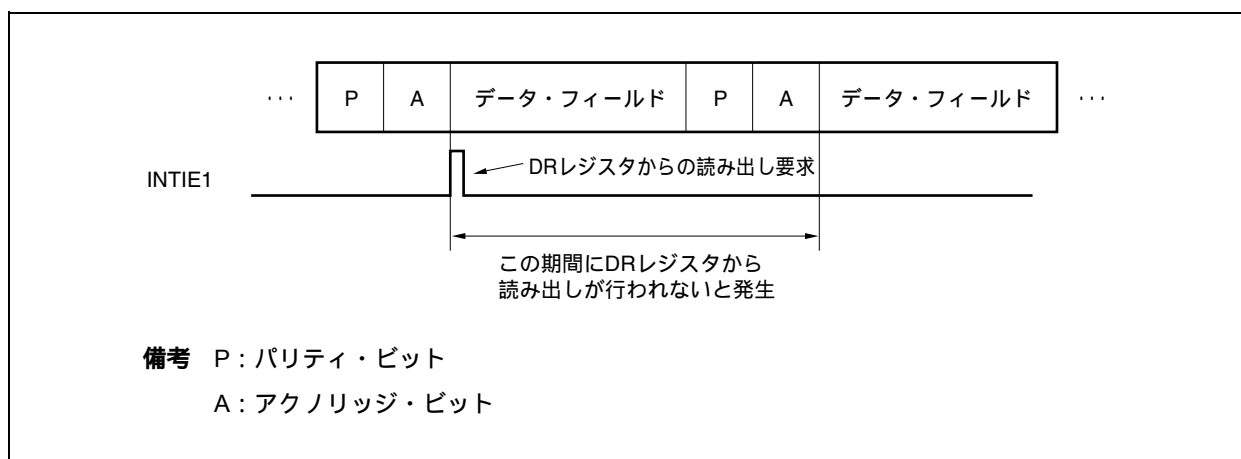 … P A データ・フィールド P A データ・フィールド …
INTIE1
DRレジスタからの読み出し要求
この期間にDRレジスタから
読み出しが行われないと発生
備考 P：パリティ・ビット
A：アクノリッジ・ビット